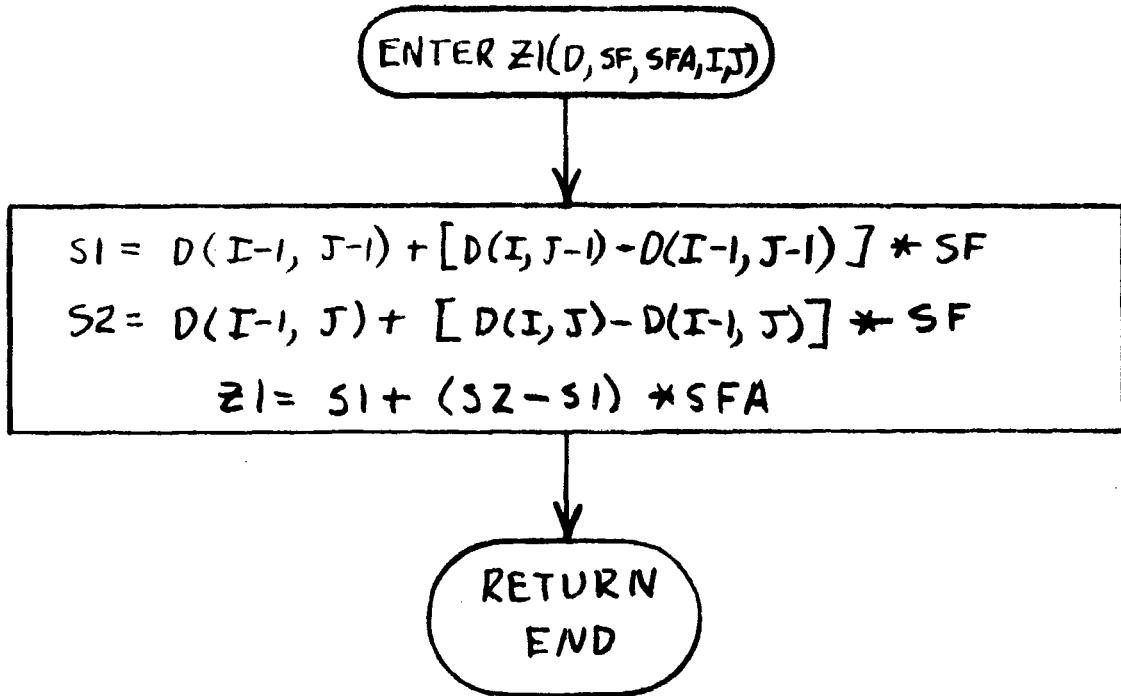 ENTER Z1(D, SF, SFA, I, J)
S1 = D(I-1, J-1) + [D(I, J-1) - D(I-1, J-1)] * SF
S2 = D(I-1, J) + [D(I, J) - D(I-1, J)] * SF
Z1 = S1 + (S2 - S1) * SFA
RETURN
END